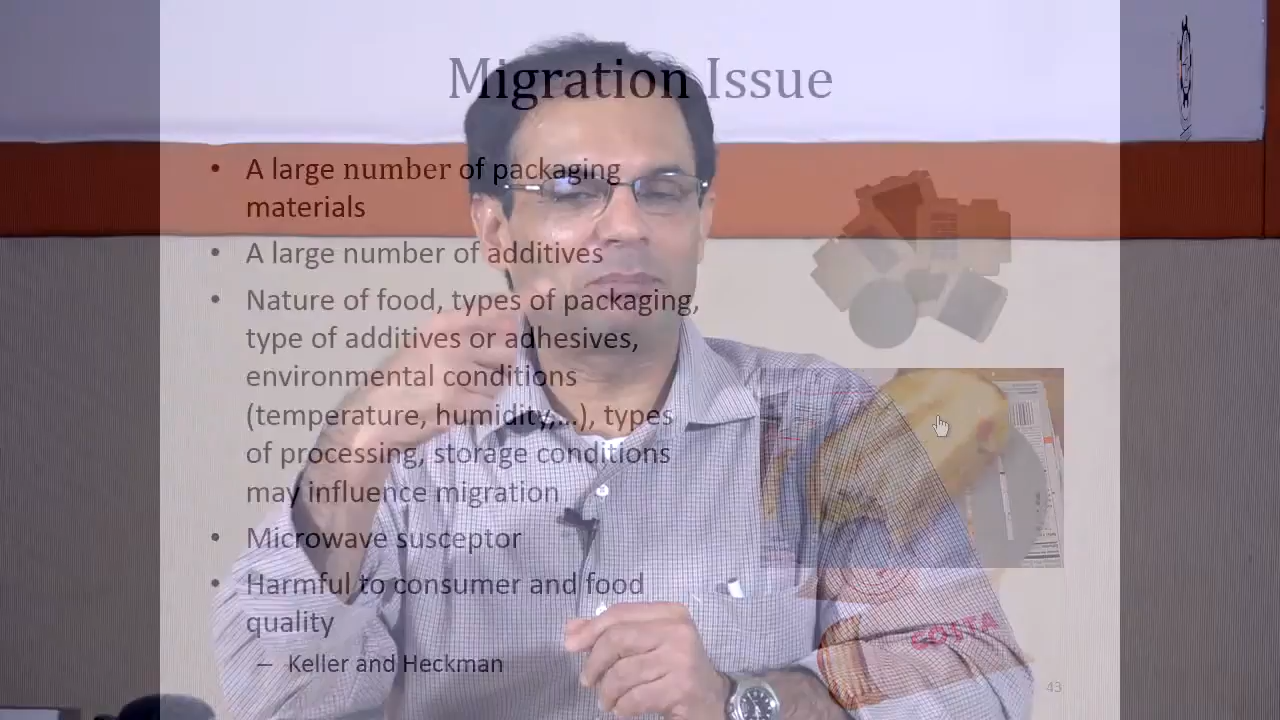 Migration Issue
• A large number of packaging
materials
• A large number of additives
• Nature of food, types of packaging,
type of additives or adhesives,
environmental conditions
(temperature, humidity,...), types
of processing, storage conditions
may influence migration
• Microwave susceptor
• Harmful to consumer and food
quality
– Keller and Heckman
COSTA
43